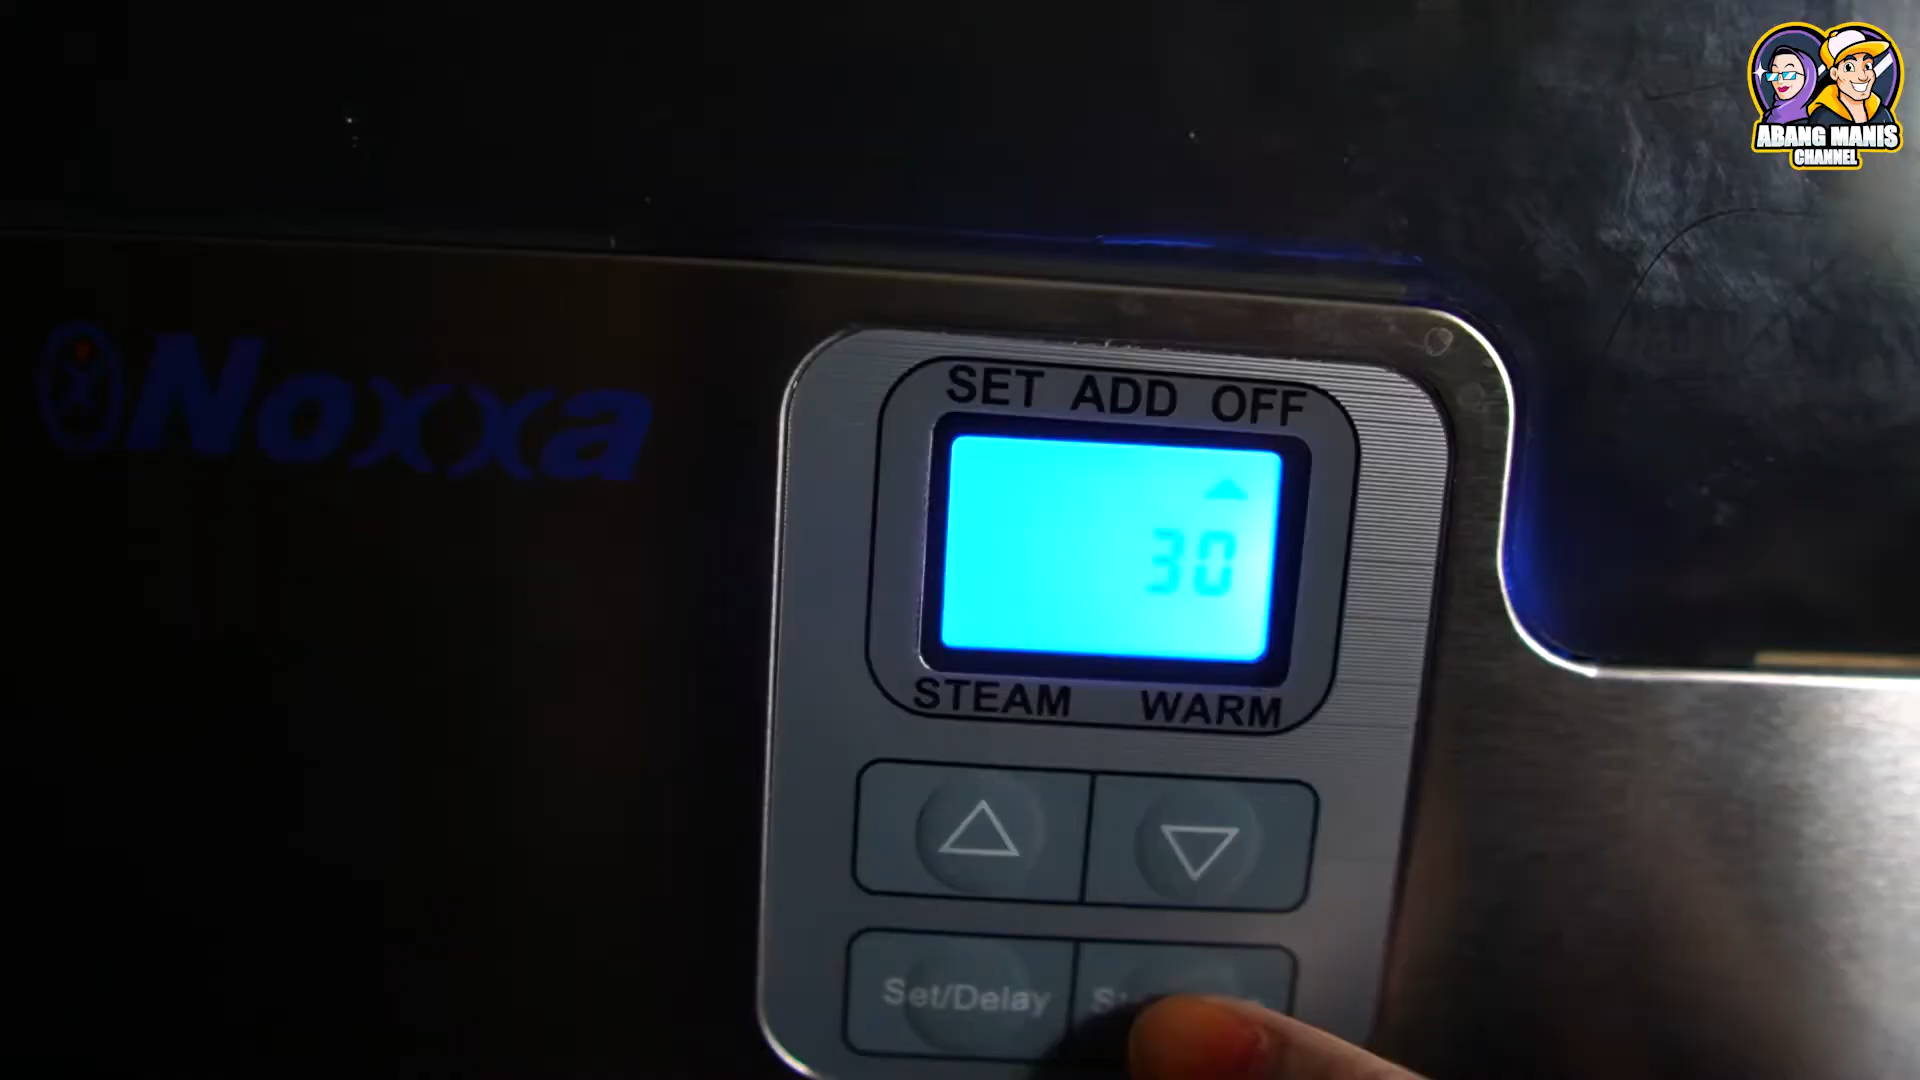 ABANG MANIS
CHANNEL
Noxxa
SET ADD OFF
30
STEAM WARM
Set/Delay